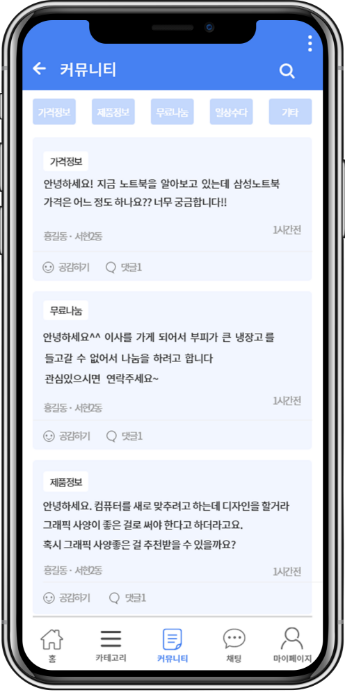 커뮤니티
가격정보 제품정보 무료나눔 일상수다 기타
가격정보
안녕하세요! 지금 노트북을 알아보고 있는데 삼성노트북
가격은 어느 정도 하나요?? 너무 궁금합니다!!
홍길동 · 서현2동 1시간전
공감하기 댓글1
무료나눔
안녕하세요^^ 이사를 가게 되어서 부피가 큰 냉장고를
들고갈 수 없어서 나눔을 하려고 합니다
관심있으시면 연락주세요~
홍길동 · 서현2동 1시간전
공감하기 댓글1
제품정보
안녕하세요. 컴퓨터를 새로 맞추려고 하는데 디자인을 할거라
그래픽 사양이 좋은 걸로 써야 한다고 하더라고요.
혹시 그래픽 사양좋은 걸 추천받을 수 있을까요?
홍길동 · 서현2동 1시간전
공감하기 댓글1
홈 카테고리 커뮤니티 채팅 마이페이지